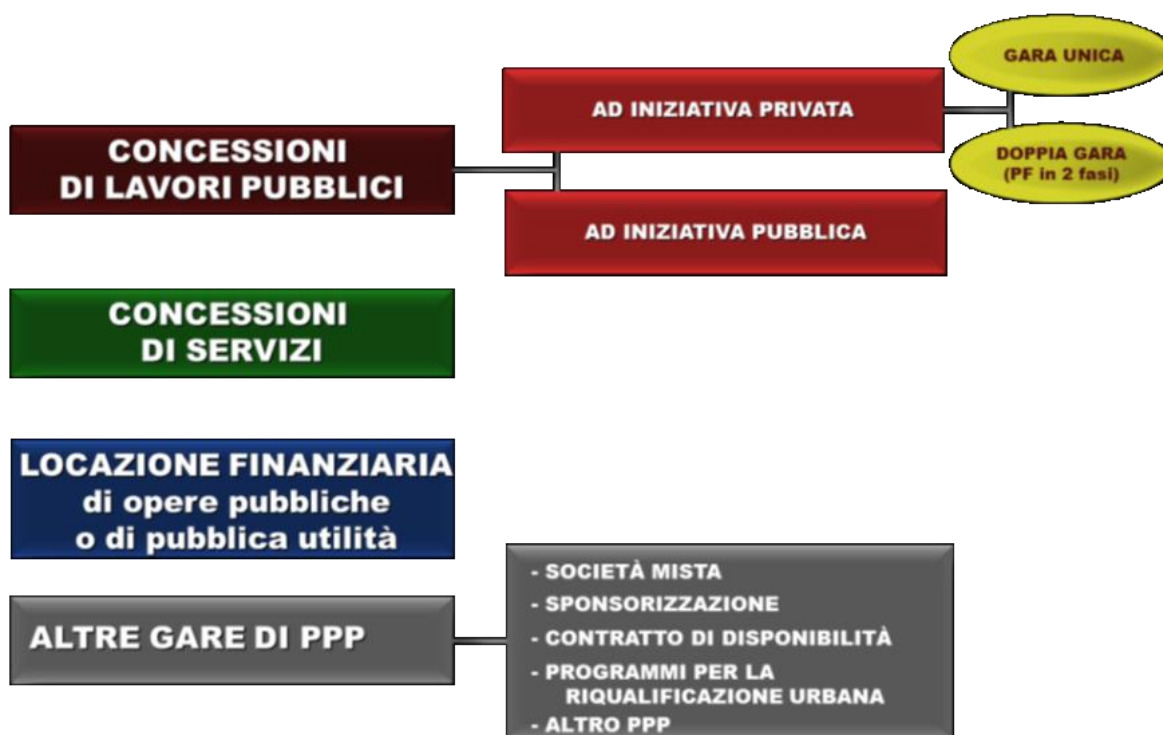 GARA UNICA
AD INIZIATIVA PRIVATA
CONCESSIONI
DI LAVORI PUBBLICI
DOPPIA GARA
(PF in 2 fasi)
AD INIZIATIVA PUBBLICA
CONCESSIONI
DI SERVIZI
LOCAZIONE FINANZIARIA
di opere pubbliche
o di pubblica utilità
ALTRE GARE DI PPP
- SOCIETÀ MISTA
- SPONSORIZZAZIONE
- CONTRATTO DI DISPONIBILITÀ
- PROGRAMMI PER LA
RIQUALIFICAZIONE URBANA
- ALTRO PPP